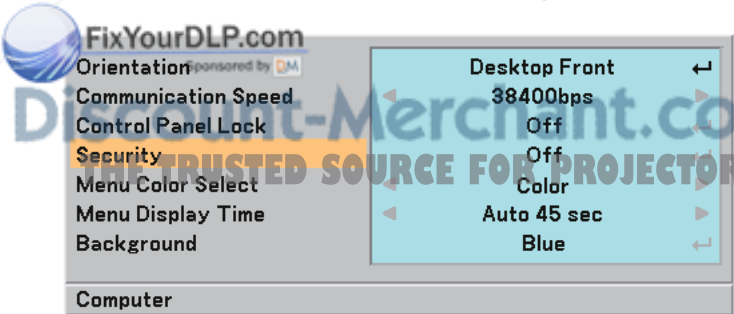 FixYourDLP.com
Sponsored by DM
Orientation Desktop Front
Communication Speed 38400bps
Discount-Merchant.co
Control Panel Lock Off
Security Off
THE TRUSTED SOURCE FOR PROJECTOR
Menu Color Select Color
Menu Display Time Auto 45 sec
Background Blue
Computer